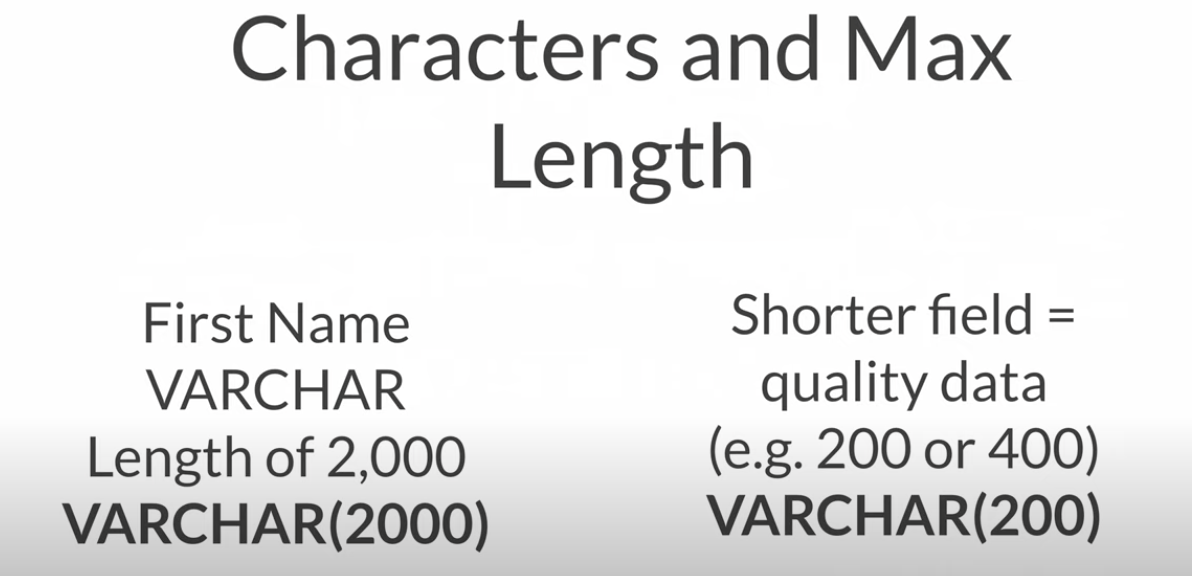 Characters and Max
Length
First Name
VARCHAR
Length of 2,000
VARCHAR(2000)
Shorter field =
quality data
(e.g. 200 or 400)
VARCHAR(200)